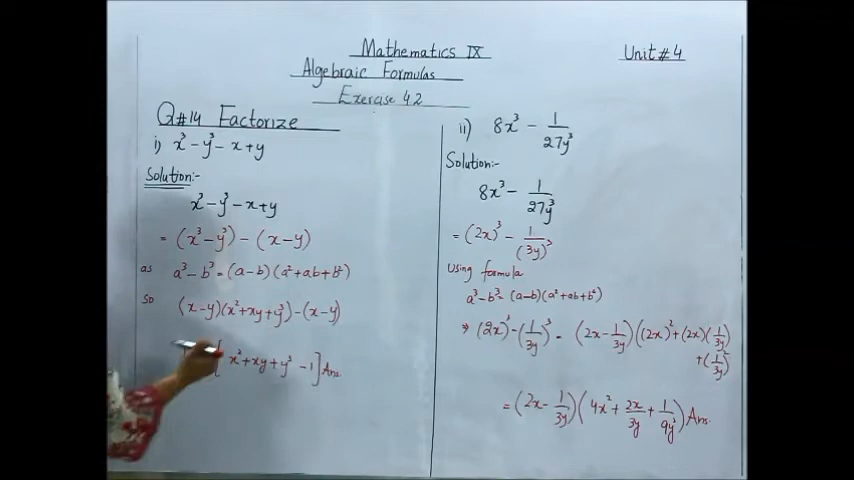 Mathematics IX
Unit # 4
Algebraic Formulas
Exercise 4.2
Q#14 Factorize
i) x³ - y³ - x + y
Solution:-
x³ - y³ - x + y
= (x³ - y³) - (x - y)
as a³ - b³ = (a - b)(a² + ab + b²)
So (x - y)(x² + xy + y³) - (x - y)
[x² + xy + y³ - 1] Ans
ii) 8x³ - 1/27y³
Solution:-
8x³ - 1/27y³
= (2x)³ - 1/(3y)³
Using formula
a³ - b³ = (a - b)(a² + ab + b²)
⇒ (2x)³ - (1/3y)³ = (2x - 1/3y)((2x)² + (2x)(1/3y)
+ (1/3y)²
= (2x - 1/3y)(4x² + 2x/3y + 1/9y²) Ans.